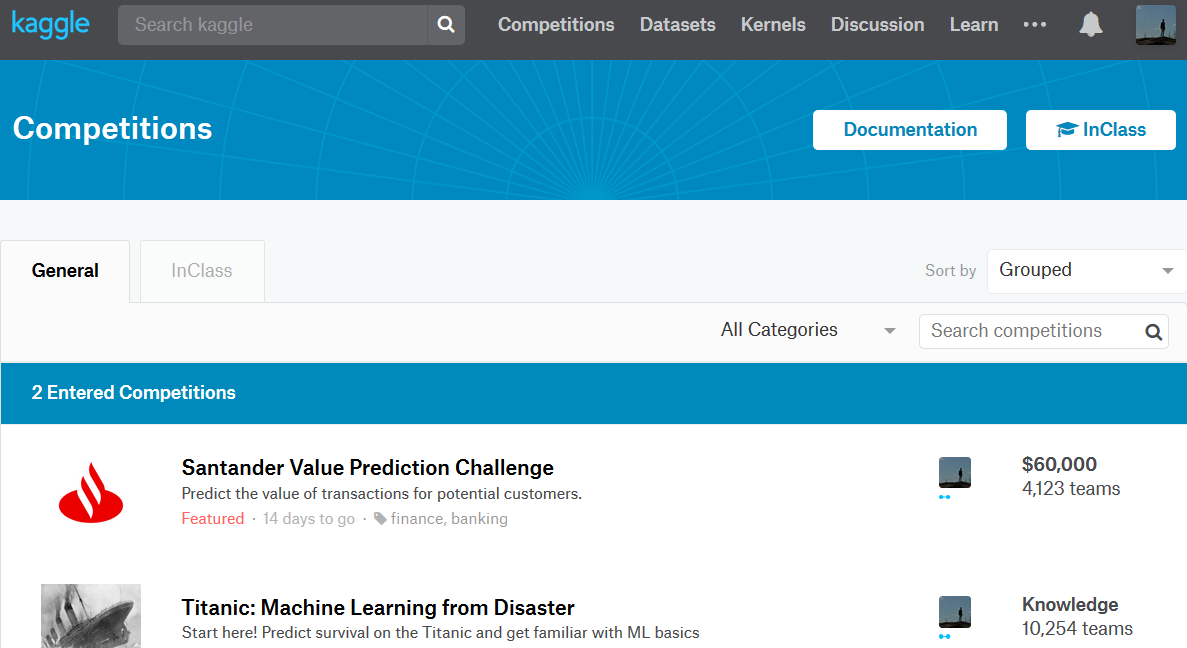 kaggle Search kaggle Competitions Datasets Kernels Discussion Learn
Competitions Documentation InClass
General InClass Sort by Grouped
All Categories Search competitions
2 Entered Competitions
Santander Value Prediction Challenge $60,000
Predict the value of transactions for potential customers. 4,123 teams
Featured · 14 days to go · finance, banking
Titanic: Machine Learning from Disaster Knowledge
Start here! Predict survival on the Titanic and get familiar with ML basics 10,254 teams